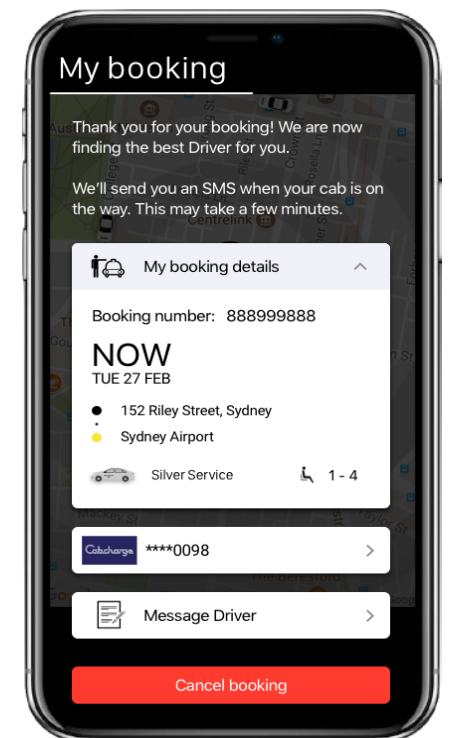 My booking
Thank you for your booking! We are now
finding the best Driver for you.
We'll send you an SMS when your cab is on
the way. This may take a few minutes.
Centrelink
My booking details
Booking number: 888999888
NOW
TUE 27 FEB
152 Riley Street, Sydney
Sydney Airport
Silver Service
1 - 4
Cabcharge ****0098
The Beresford
Message Driver
Cancel booking